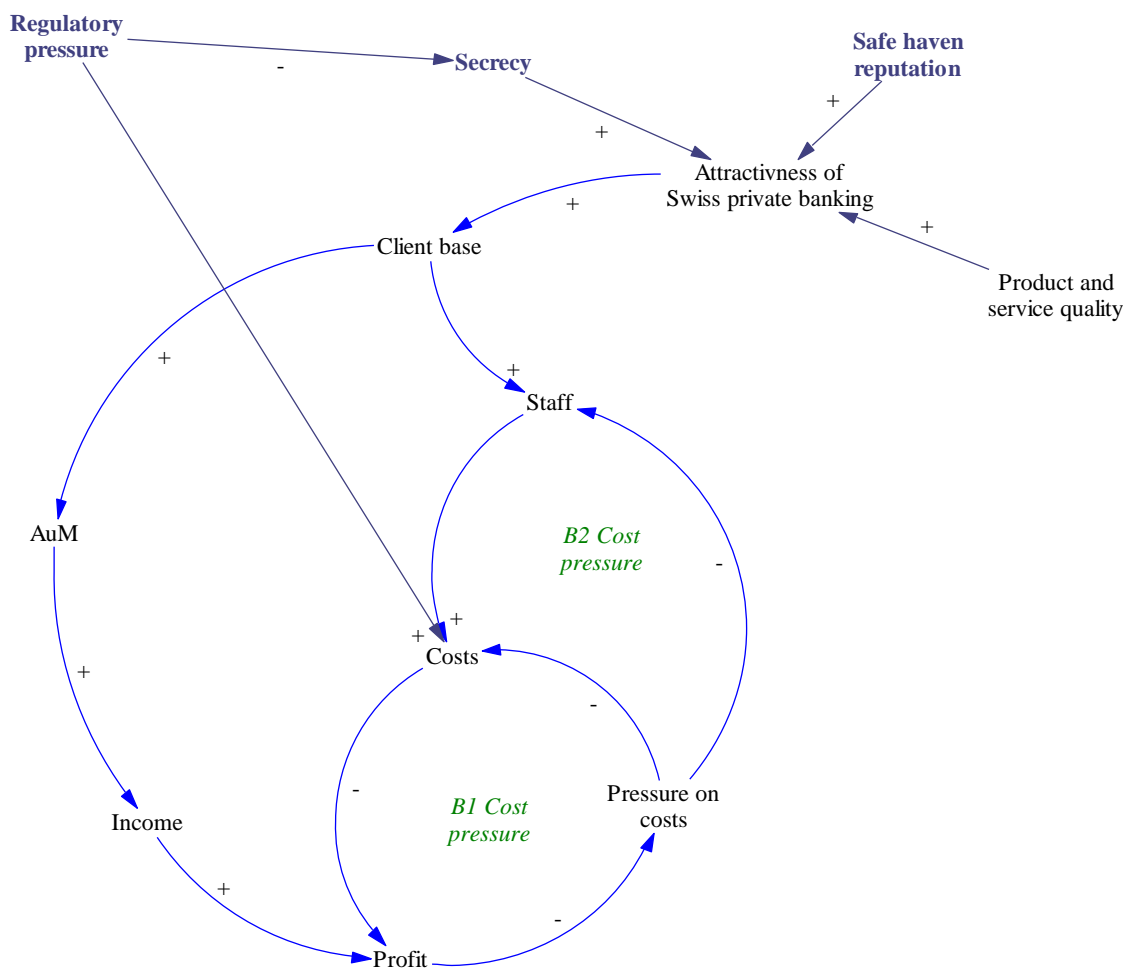 Regulatory
pressure
-
Secrecy
Safe haven
reputation
+
+
Attractivness of
Swiss private banking
+
+
Client base
Product and
service quality
+
+
Staff
AuM
B2 Cost
pressure
-
+
+
Costs
+
-
-
B1 Cost
pressure
Pressure on
costs
Income
+
-
Profit